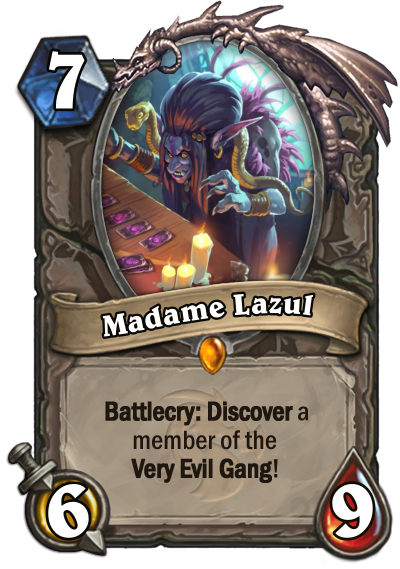 7
Madame Lazul
Battlecry: Discover a
member of the
Very Evil Gang!
6
9